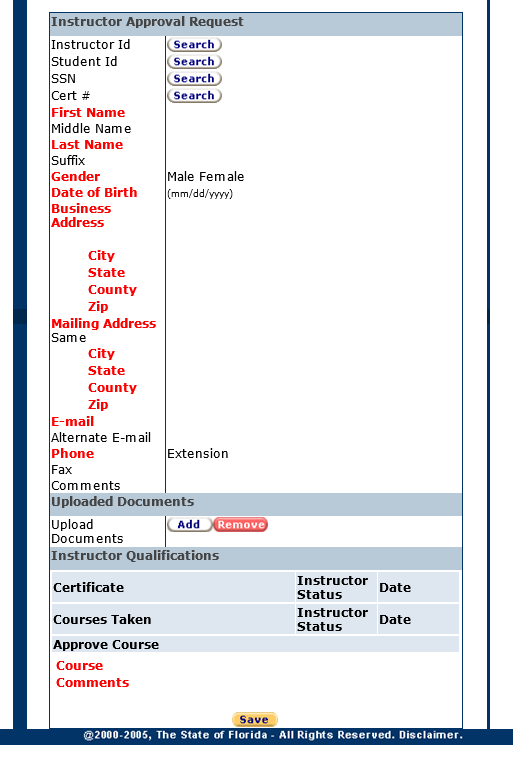 Instructor Approval Request
Instructor Id Search
Student Id Search
SSN Search
Cert # Search
First Name
Middle Name
Last Name
Suffix
Gender Male Female
Date of Birth (mm/dd/yyyy)
Business
Address
City
State
County
Zip
Mailing Address
Same
City
State
County
Zip
E-mail
Alternate E-mail
Phone Extension
Fax
Comments
Uploaded Documents
Upload Add Remove
Documents
Instructor Qualifications
Certificate Instructor Status Date
Courses Taken Instructor Status Date
Approve Course
Course
Comments
Save
@2000-2005, The State of Florida - All Rights Reserved. Disclaimer.